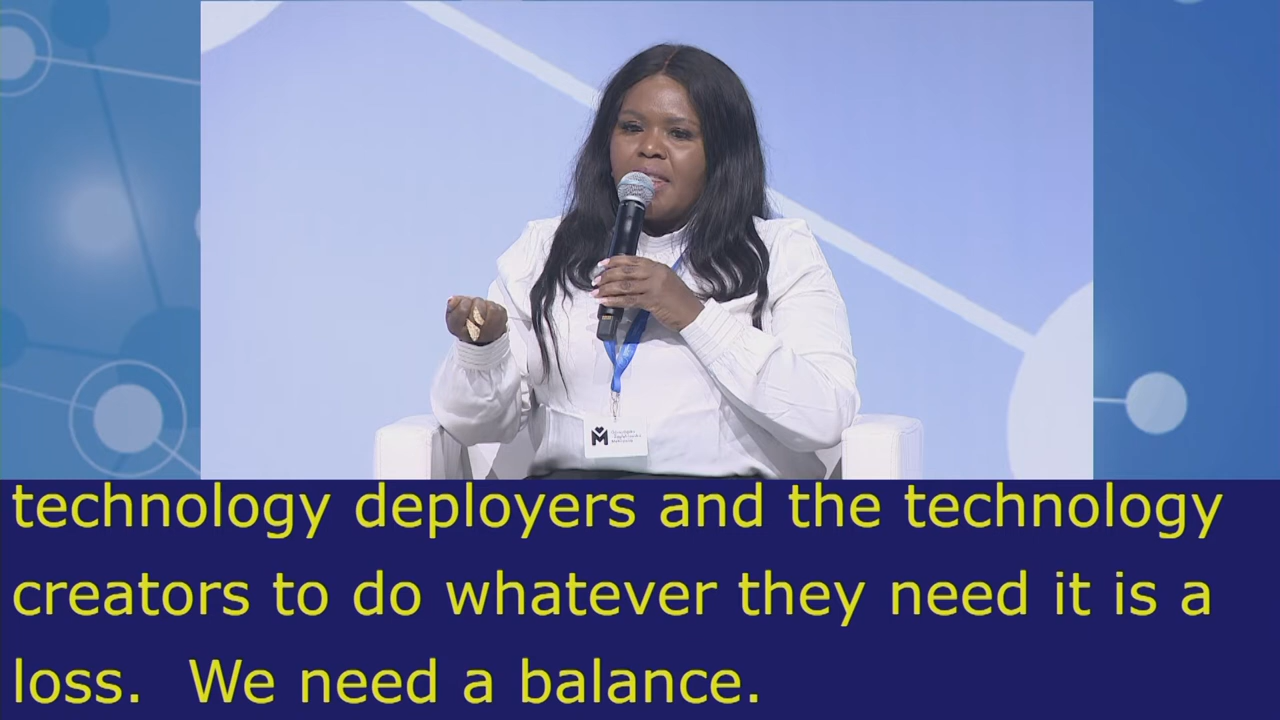 technology deployers and the technology
creators to do whatever they need it is a
loss.  We need a balance.